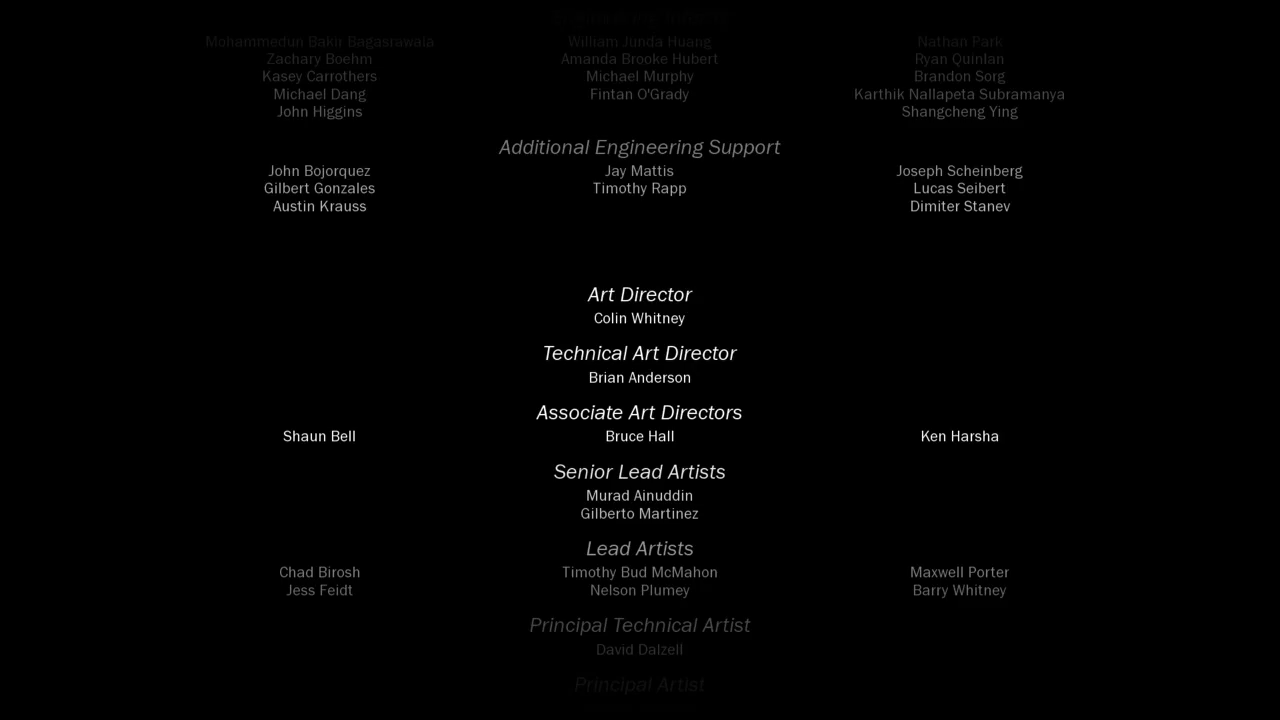 Mohammedun Bakir Bagasrawala William Junda Huang Nathan Park
Zachary Boehm Amanda Brooke Hubert Ryan Quinlan
Kasey Carrothers Michael Murphy Brandon Sorg
Michael Dang Fintan O'Grady Karthik Nallapeta Subramanya
John Higgins Shangcheng Ying
Additional Engineering Support
John Bojorquez Jay Mattis Joseph Scheinberg
Gilbert Gonzales Timothy Rapp Lucas Seibert
Austin Krauss Dimiter Stanev
Art Director
Colin Whitney
Technical Art Director
Brian Anderson
Associate Art Directors
Shaun Bell Bruce Hall Ken Harsha
Senior Lead Artists
Murad Ainuddin
Gilberto Martinez
Lead Artists
Chad Birosh Timothy Bud McMahon Maxwell Porter
Jess Feidt Nelson Plumey Barry Whitney
Principal Technical Artist
David Dalzell
Principal Artist